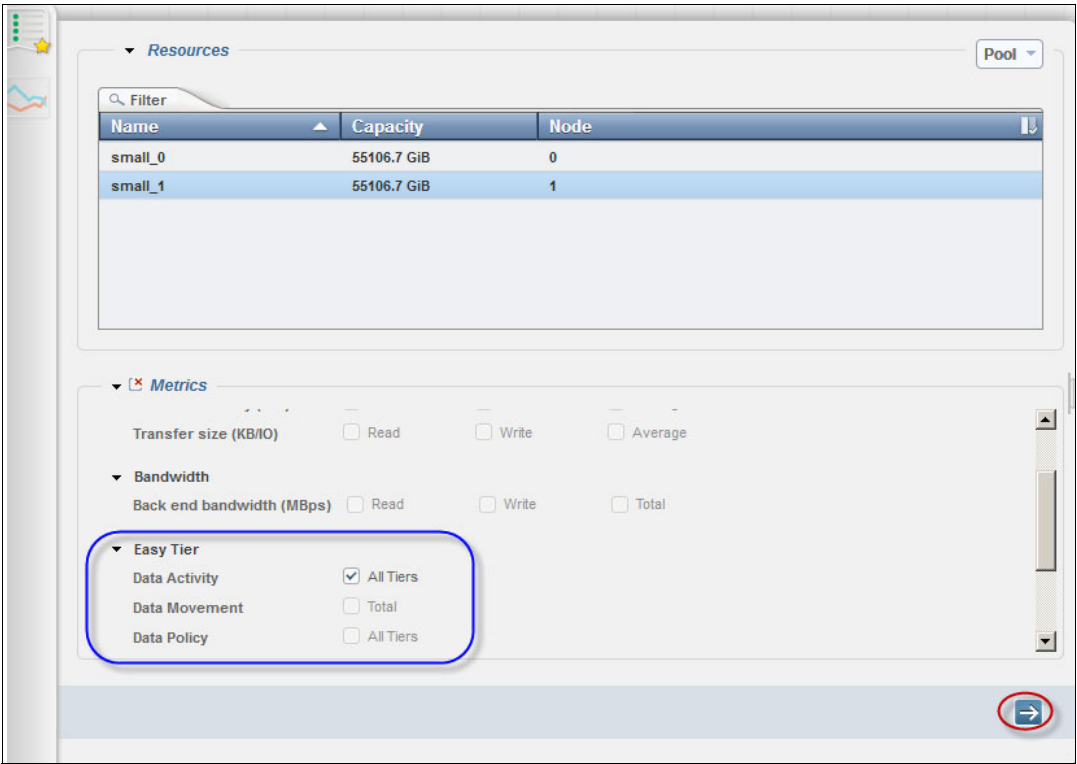 Resources
Pool
Filter
Name Capacity Node
small_0 55106.7 GiB 0
small_1 55106.7 GiB 1
Metrics
Transfer size (KB/IO) Read Write Average
Bandwidth
Back end bandwidth (MBps) Read Write Total
Easy Tier
Data Activity All Tiers
Data Movement Total
Data Policy All Tiers